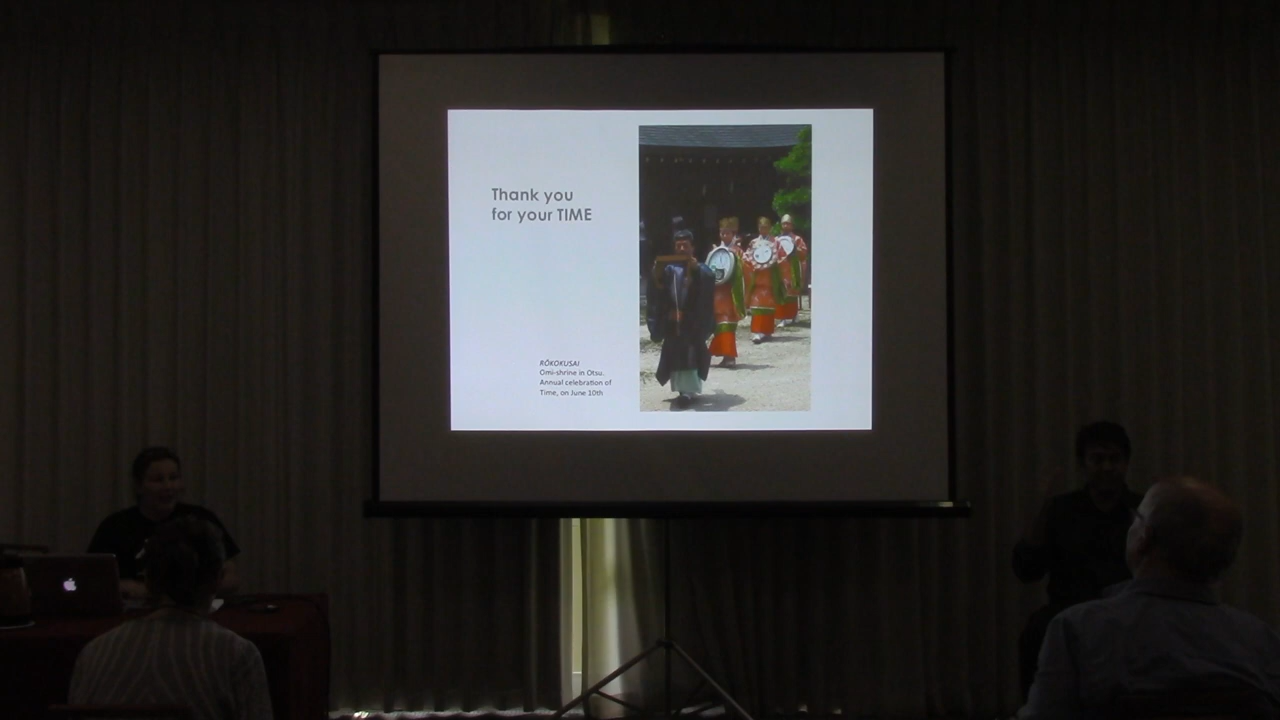 Thank you
for your TIME
RŌKOKUSAI
Omi-shrine in Otsu.
Annual celebration of
Time, on June 10th